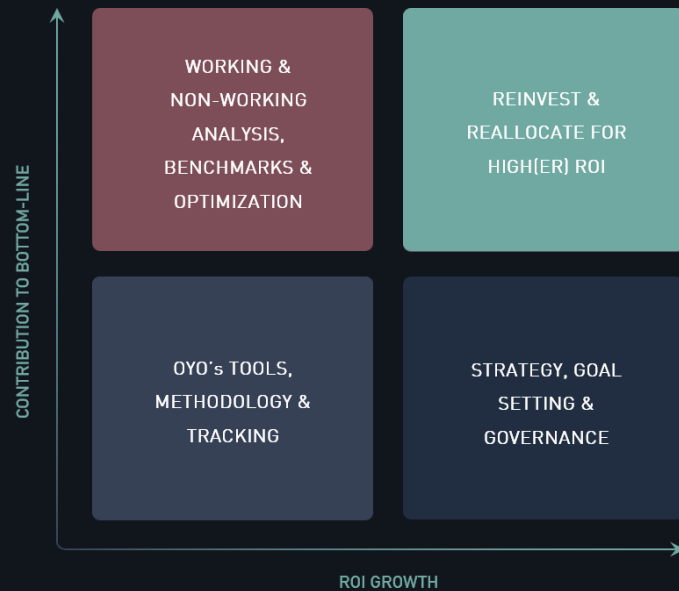 WORKING &
NON-WORKING
ANALYSIS,
BENCHMARKS &
OPTIMIZATION
REINVEST &
REALLOCATE FOR
HIGH(ER) ROI
CONTRIBUTION TO BOTTOM-LINE
OYO's TOOLS,
METHODOLOGY &
TRACKING
STRATEGY, GOAL
SETTING &
GOVERNANCE
ROI GROWTH